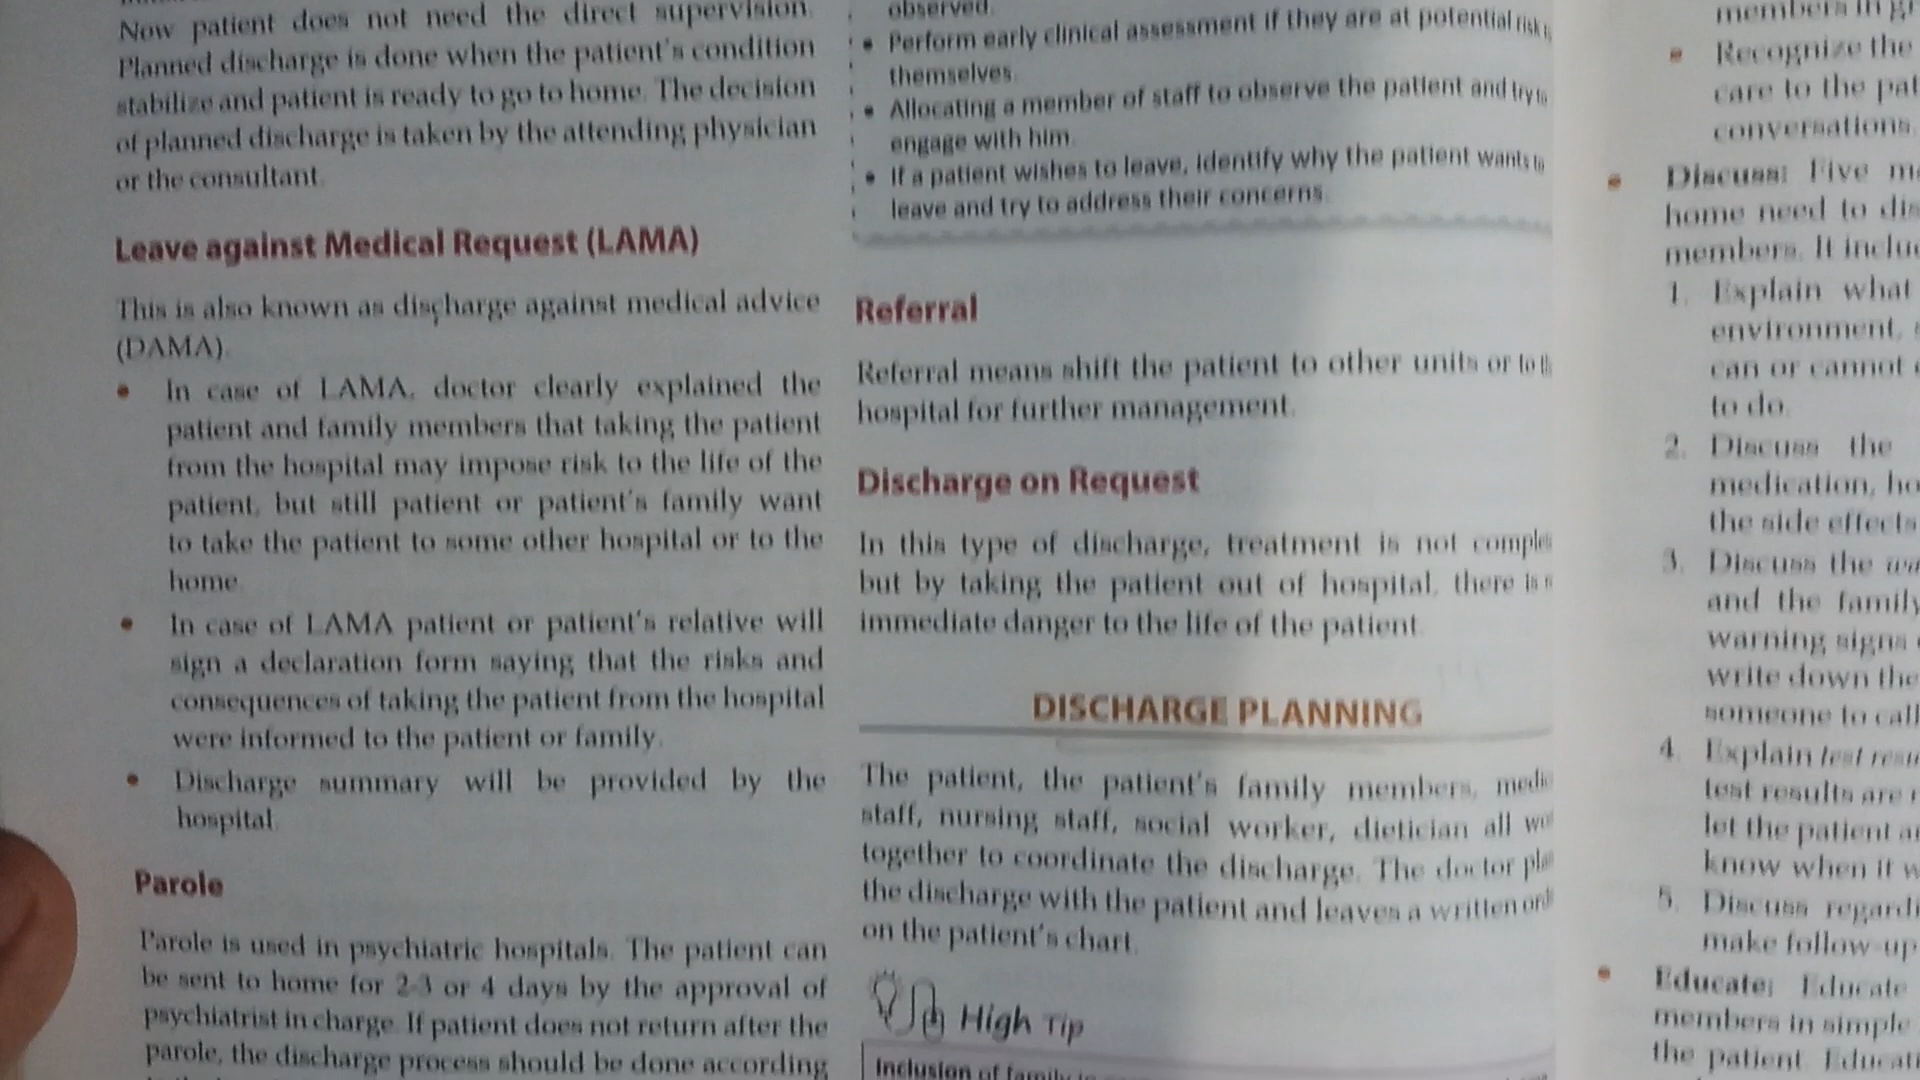 Now patient does not need the direct supervision.
Planned discharge is done when the patient's condition
stabilize and patient is ready to go to home. The decision
of planned discharge is taken by the attending physician
or the consultant.
Leave against Medical Request (LAMA)
This is also known as discharge against medical advice
(DAMA).
• In case of LAMA, doctor clearly explained the
patient and family members that taking the patient
from the hospital may impose risk to the life of the
patient, but still patient or patient's family want
to take the patient to some other hospital or to the
home.
• In case of LAMA patient or patient's relative will
sign a declaration form saying that the risks and
consequences of taking the patient from the hospital
were informed to the patient or family.
• Discharge summary will be provided by the
hospital.
Parole
Parole is used in psychiatric hospitals. The patient can
be sent to home for 2-3 or 4 days by the approval of
psychiatrist in charge. If patient does not return after the
parole, the discharge process should be done according
observed.
• Perform early clinical assessment if they are at potential risk
themselves.
• Allocating a member of staff to observe the patient and try to
engage with him.
• If a patient wishes to leave, identify why the patient wants to
leave and try to address their concerns.
Referral
Referral means shift the patient to other units or to
hospital for further management.
Discharge on Request
In this type of discharge, treatment is not
but by taking the patient out of hospital, there is
immediate danger to the life of the patient.
DISCHARGE PLANNING
The patient, the patient's family members,
staff, nursing staff, social worker, dietician all
together to coordinate the discharge. The doctor
the discharge with the patient and leaves a written
on the patient's chart.
High Tip
Inclusion of family
members in
• Recognize the
care to the
conversations.
• Discuss: Five
home need to
members. It
1. Explain what
environment,
can or cannot
to do.
2. Discuss the
medication,
the side effects
3. Discuss the
and the family
warning signs
write down the
someone to call
4. Explain test
test results are
let the patient
know when it
5. Discuss
make follow-up
• Educate: Educate
members in simple
the patient.